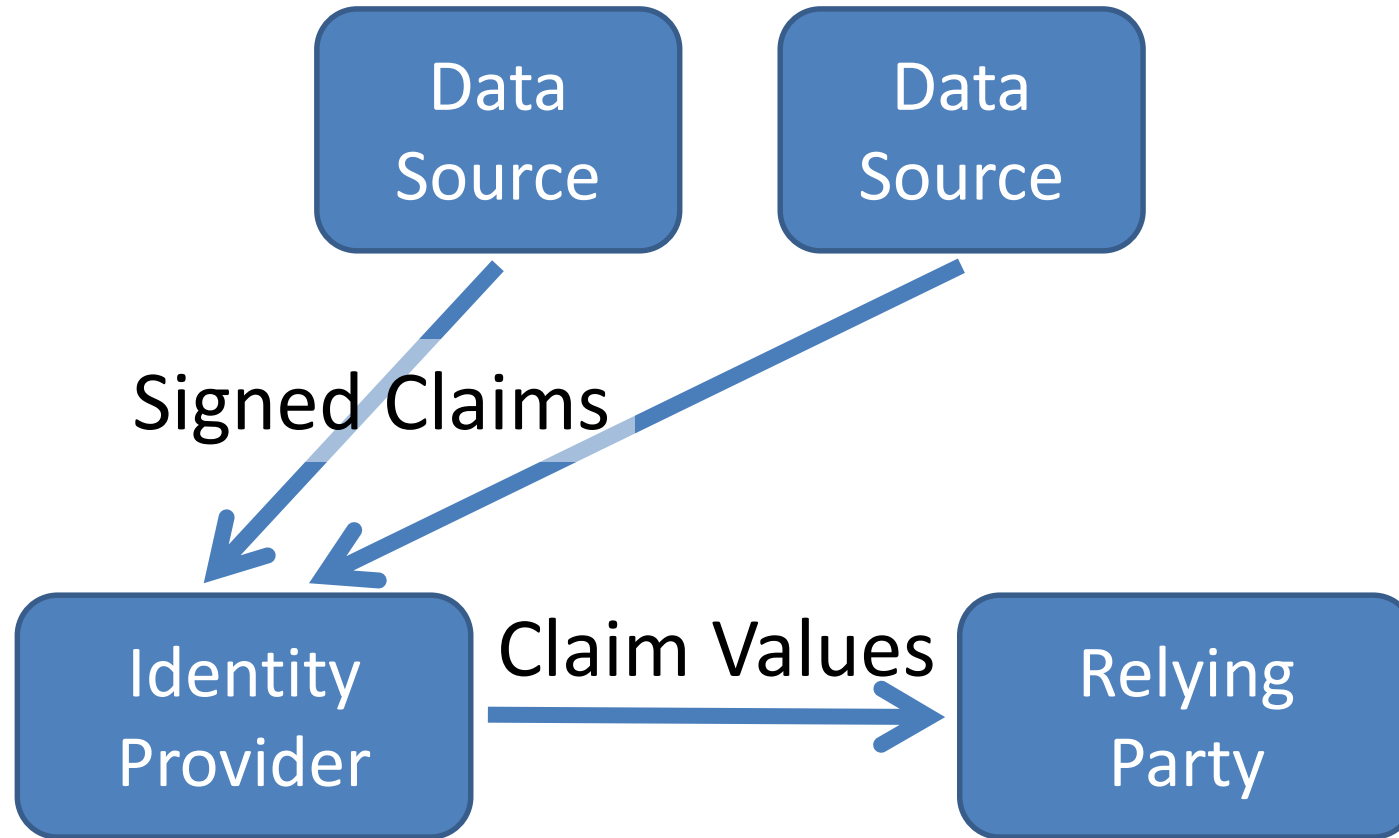 Data
Source
Data
Source
Signed Claims
Identity
Provider
Claim Values
Relying
Party